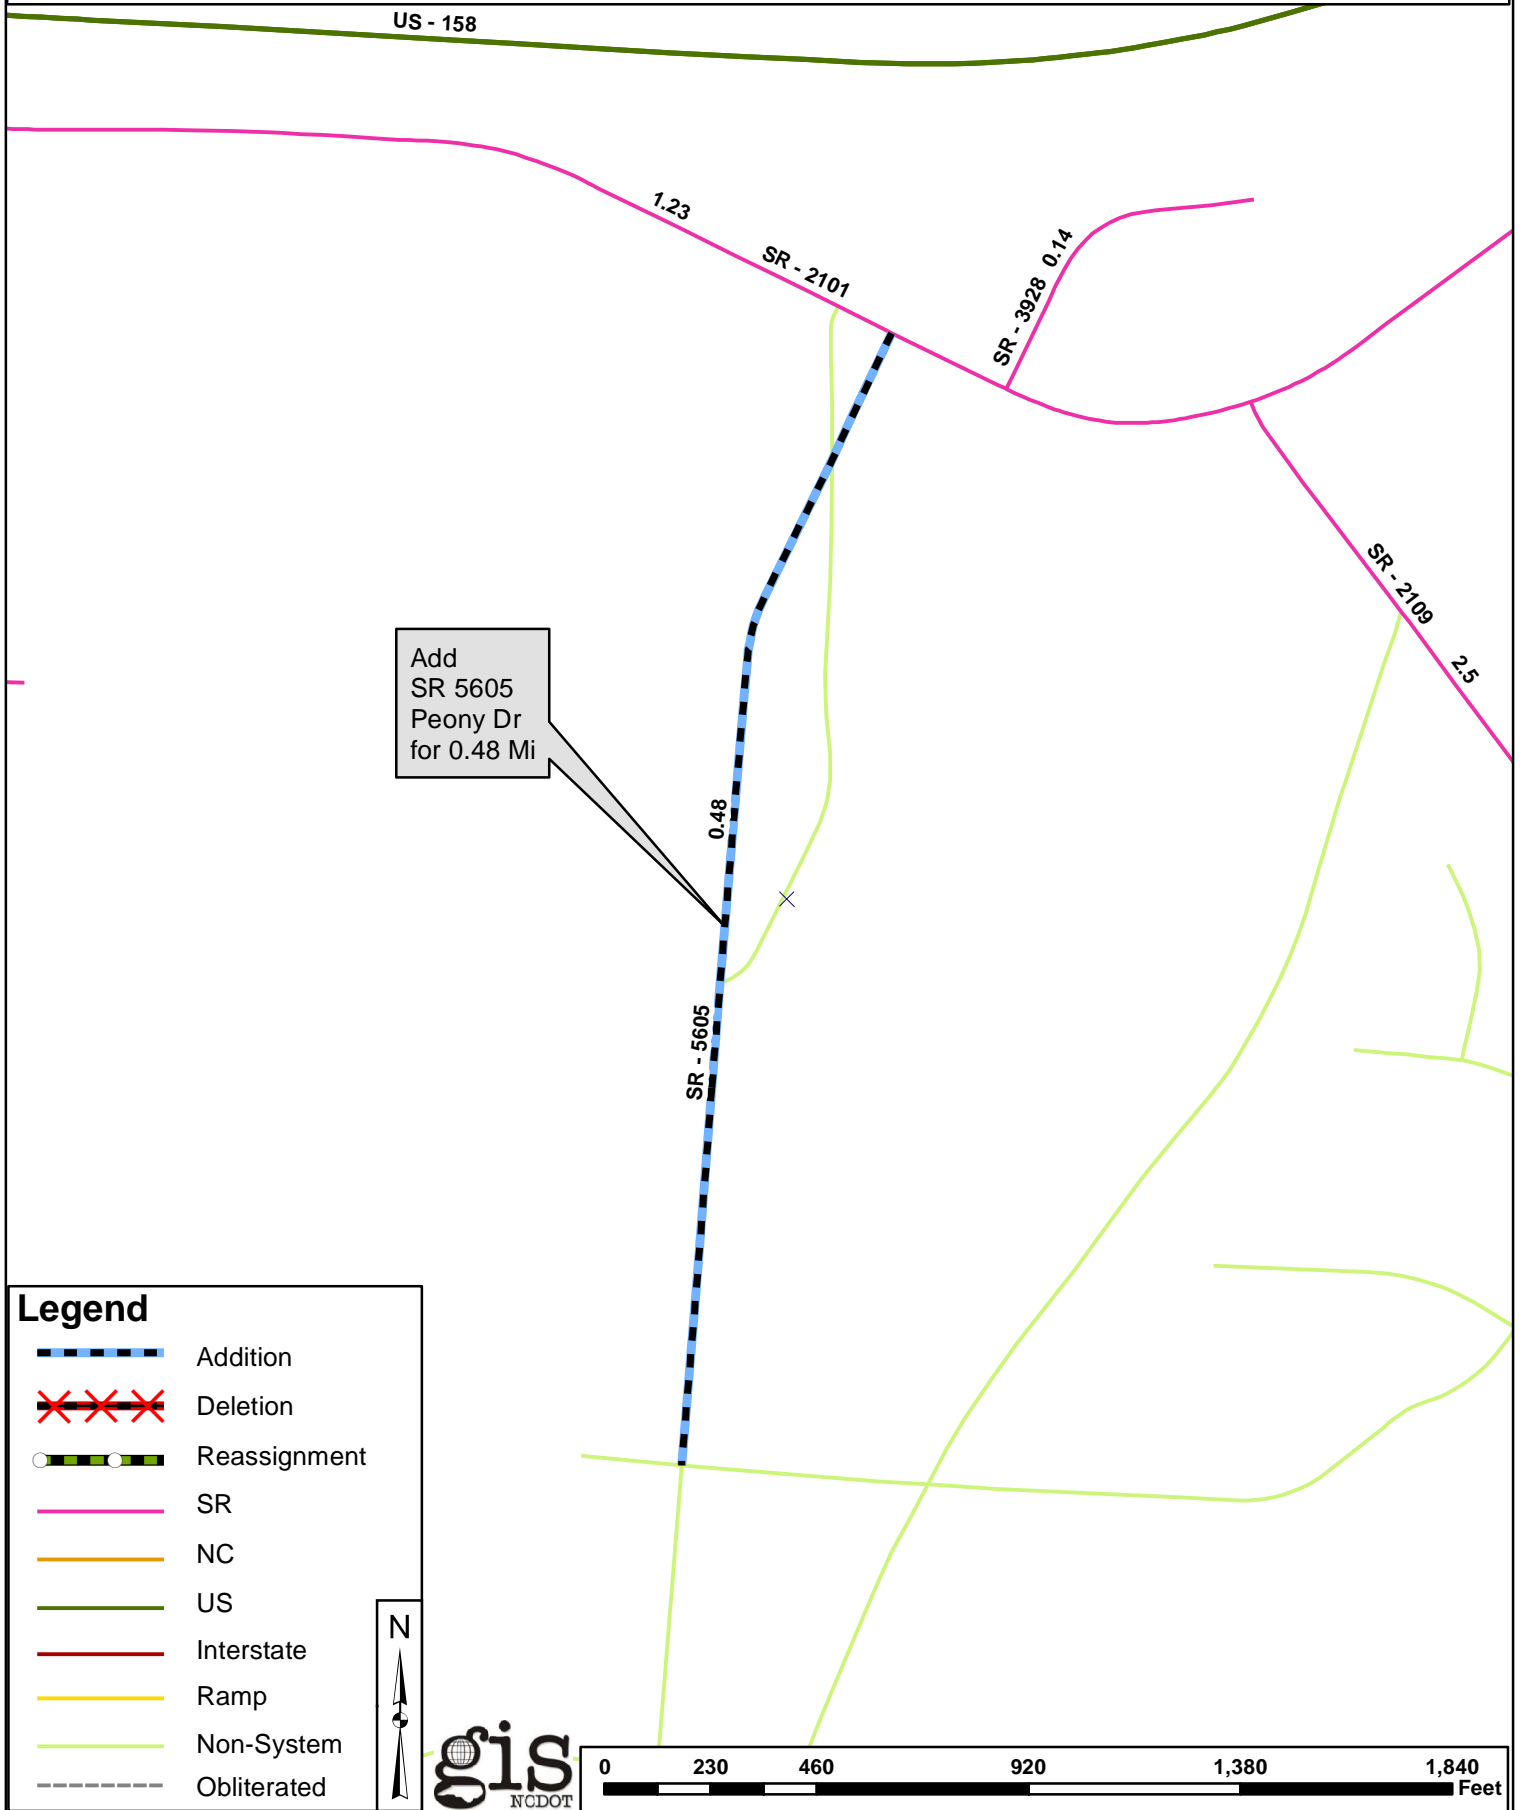 US - 158
1.23
SR - 2101
SR - 3928 0.14
SR - 2109
2.5
Add
SR 5605
Peony Dr
for 0.48 Mi
0.48
SR - 5605
Legend
Addition
Deletion
Reassignment
SR
NC
US
Interstate
Ramp
Non-System
Obliterated
N
gis
NCDOT
0 230 460 920 1,380 1,840
Feet